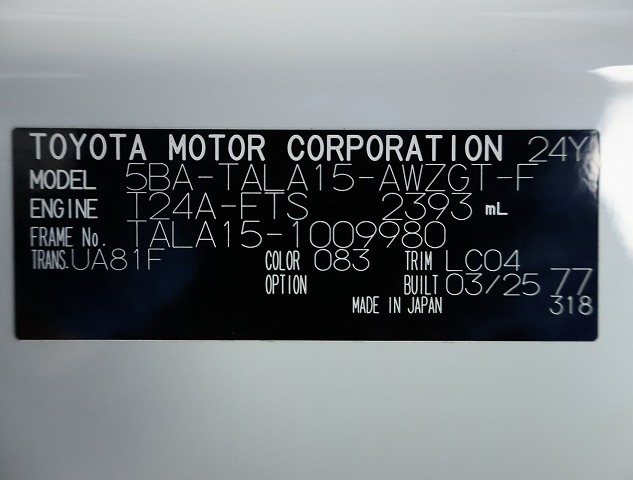 TOYOTA MOTOR CORPORATION 24Y
MODEL 5BA-TALA15-AWZGT-F
ENGINE T24A-FTS 2393 mL
FRAME No. TALA15-1009980
TRANS. UA81F COLOR 083 TRIM LC04
OPTION BUILT 03/25 77
MADE IN JAPAN 318